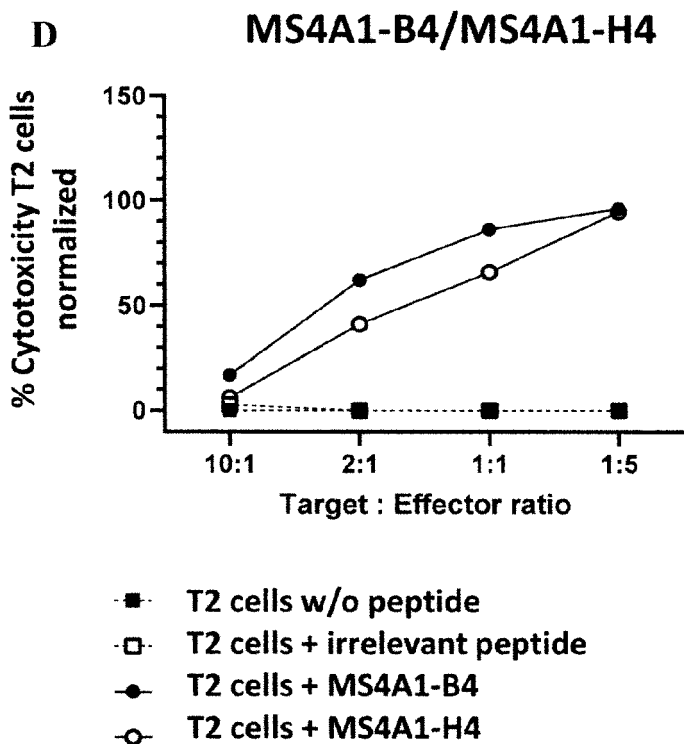 D
MS4A1-B4/MS4A1-H4
% Cytotoxicity T2 cells
normalized
150
100
50
0
10:1 2:1 1:1 1:5
Target : Effector ratio
T2 cells w/o peptide
T2 cells + irrelevant peptide
T2 cells + MS4A1-B4
T2 cells + MS4A1-H4